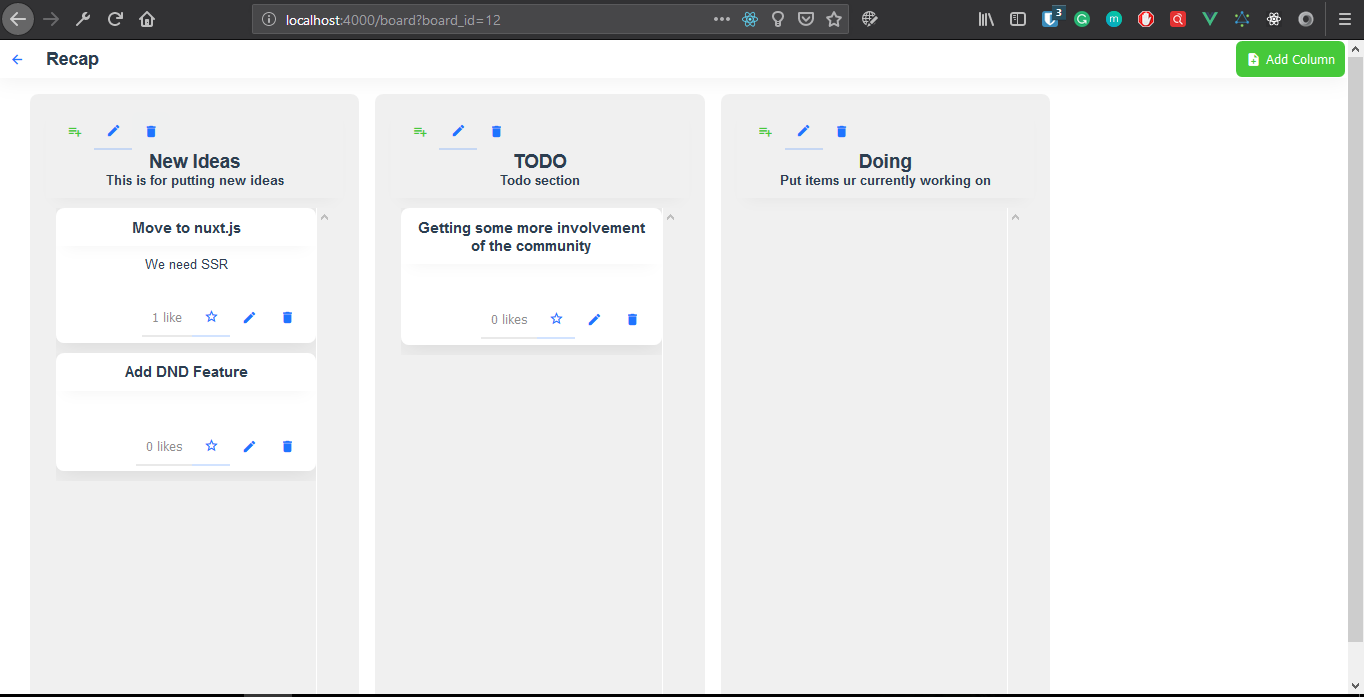 localhost:4000/board?board_id=12
3
Recap
Add Column
New Ideas
This is for putting new ideas
Move to nuxt.js
We need SSR
1 like
Add DND Feature
0 likes
TODO
Todo section
Getting some more involvement
of the community
0 likes
Doing
Put items ur currently working on